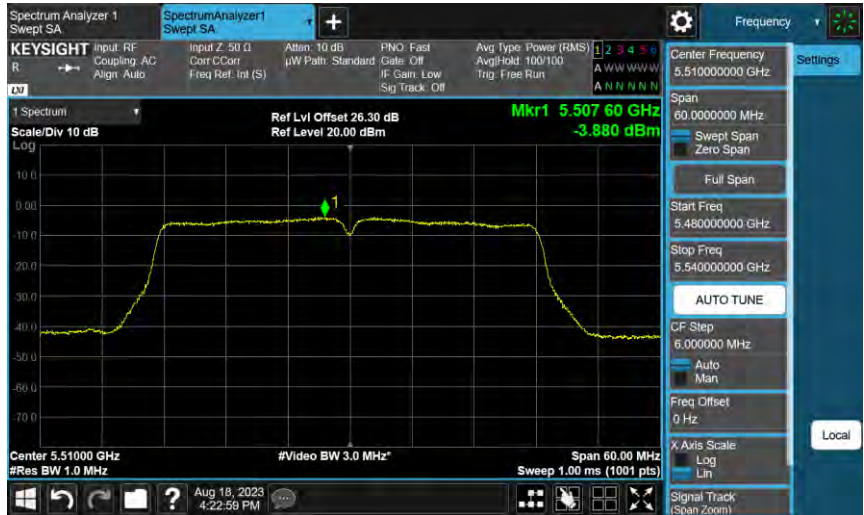 Spectrum Analyzer 1
Swept SA
SpectrumAnalyzer1
Swept SA
Frequency
KEYSIGHT
R
LXI
Input: RF
Coupling: AC
Align: Auto
Input Z: 50 Ω
Corr CCorr
Freq Ref: Int (S)
Atten: 10 dB
µW Path: Standard
PNO: Fast
Gate: Off
IF Gain: Low
Sig Track: Off
Avg Type: Power (RMS)
Avg|Hold: 100/100
Trig: Free Run
1 2 3 4 5 6
A W W W W W
A N N N N N
1 Spectrum
Scale/Div 10 dB
Log
Ref Lvl Offset 26.30 dB
Ref Level 20.00 dBm
Mkr1 5.507 60 GHz
-3.880 dBm
1
10.0
0.00
-10.0
-20.0
-30.0
-40.0
-50.0
-60.0
-70.0
Center 5.51000 GHz
#Res BW 1.0 MHz
#Video BW 3.0 MHz*
Span 60.00 MHz
Sweep 1.00 ms (1001 pts)
Center Frequency
5.510000000 GHz
Span
60.0000000 MHz
Swept Span
Zero Span
Full Span
Start Freq
5.480000000 GHz
Stop Freq
5.540000000 GHz
AUTO TUNE
CF Step
6.000000 MHz
Auto
Man
Freq Offset
0 Hz
X Axis Scale
Log
Lin
Signal Track
(Span Zoom)
Settings
Local
?
Aug 18, 2023
4:22:59 PM